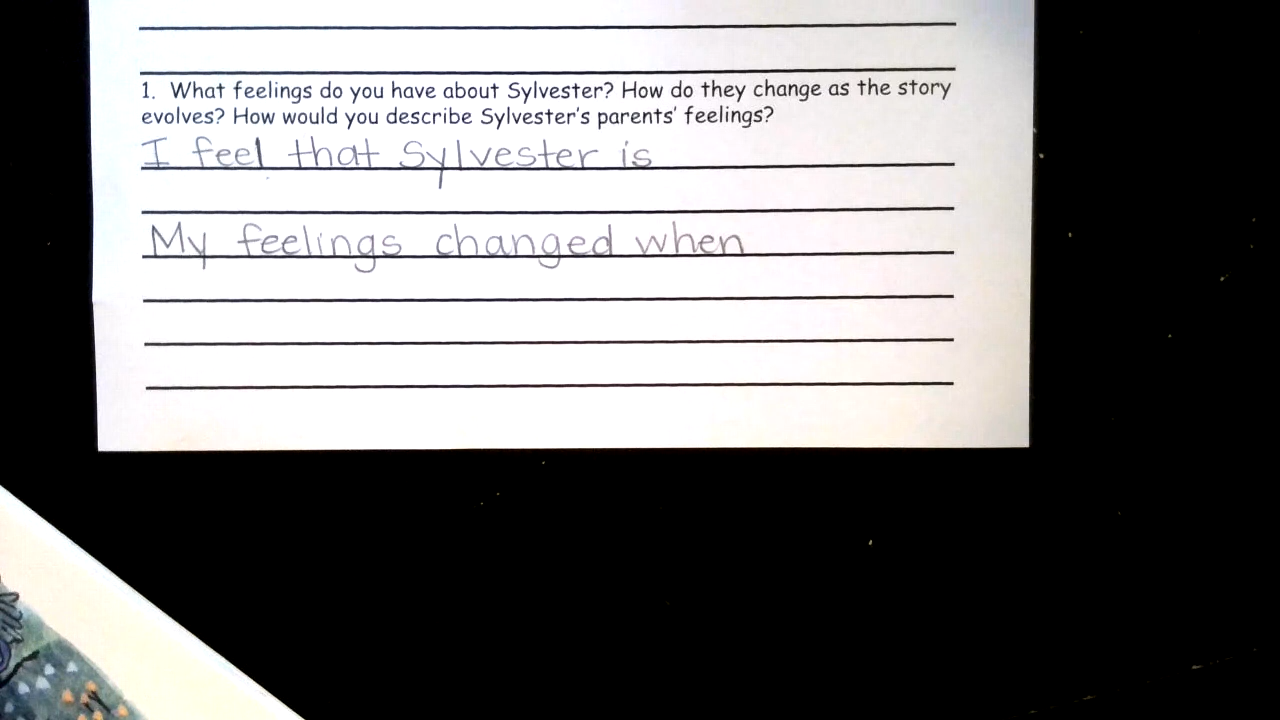 1. What feelings do you have about Sylvester? How do they change as the story
evolves? How would you describe Sylvester's parents' feelings?
I feel that Sylvester is
My feelings changed when